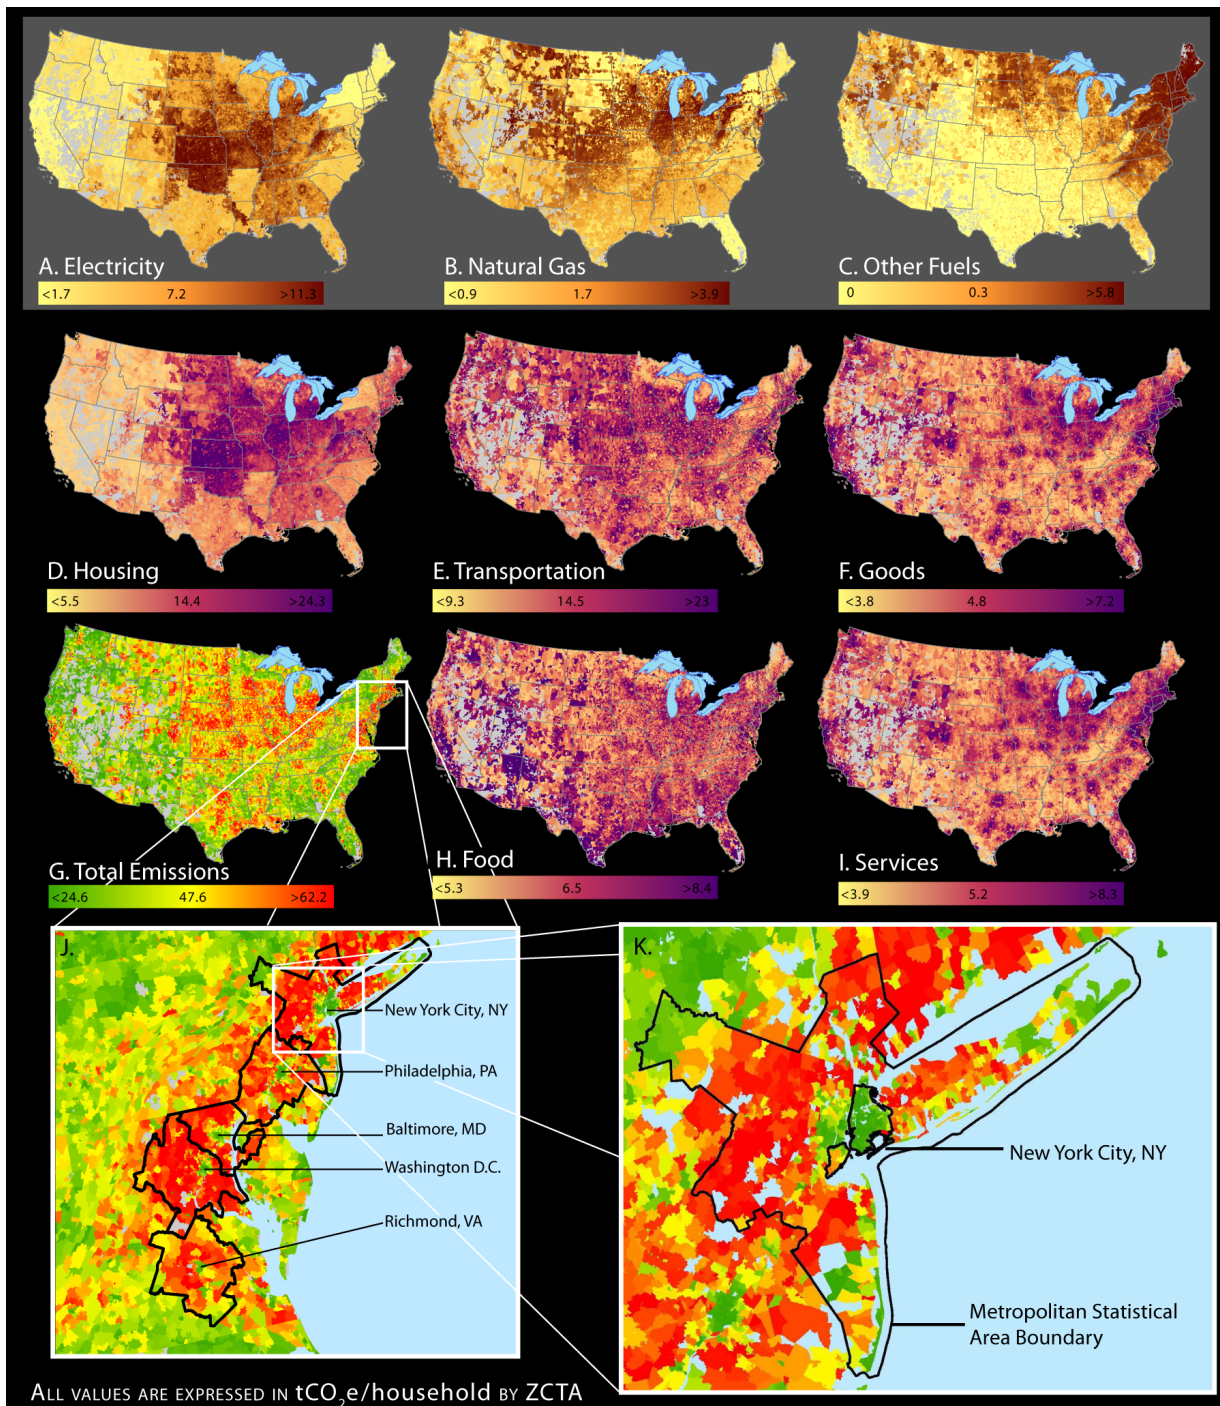 A. Electricity
<1.7 7.2 >11.3
B. Natural Gas
<0.9 1.7 >3.9
C. Other Fuels
0 0.3 >5.8
D. Housing
<5.5 14.4 >24.3
E. Transportation
<9.3 14.5 >23
F. Goods
<3.8 4.8 >7.2
G. Total Emissions
<24.6 47.6 >62.2
H. Food
<5.3 6.5 >8.4
I. Services
<3.9 5.2 >8.3
J.
New York City, NY
Philadelphia, PA
Baltimore, MD
Washington D.C.
Richmond, VA
K.
New York City, NY
Metropolitan Statistical
Area Boundary
ALL VALUES ARE EXPRESSED IN tCO₂e/household BY ZCTA